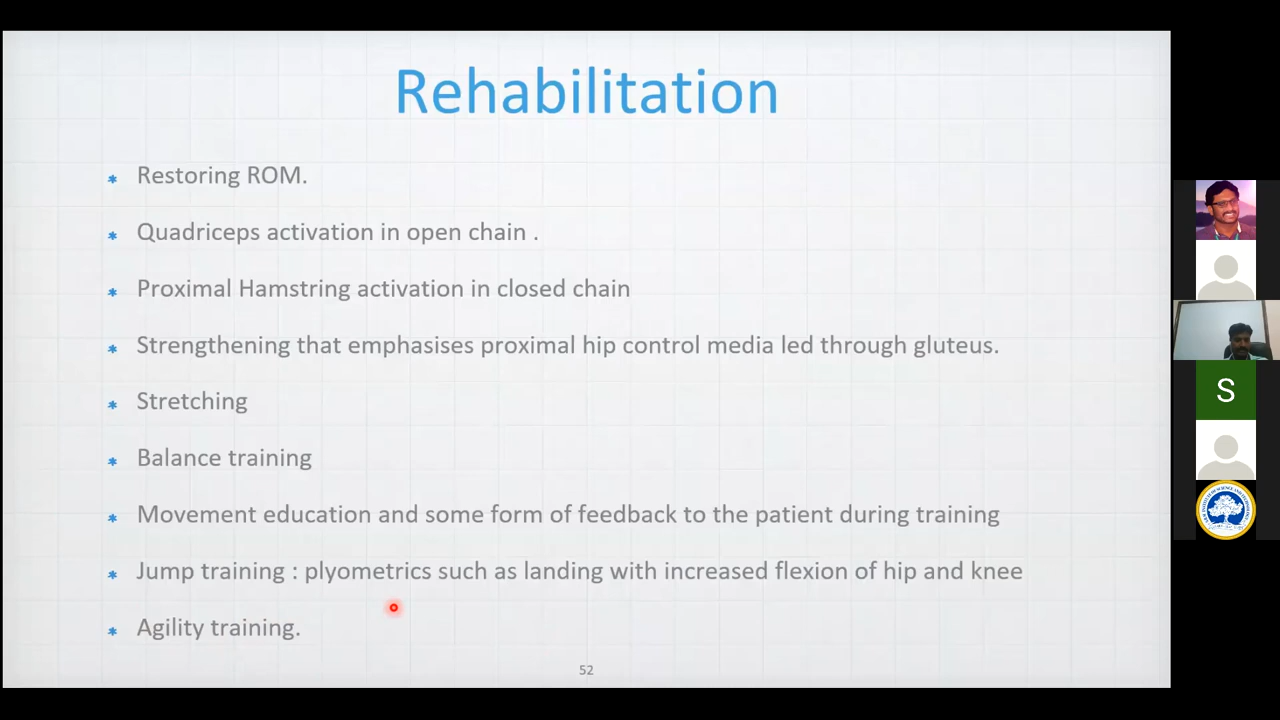 Rehabilitation
* Restoring ROM.
* Quadriceps activation in open chain .
* Proximal Hamstring activation in closed chain
* Strengthening that emphasises proximal hip control media led through gluteus.
* Stretching
* Balance training
* Movement education and some form of feedback to the patient during training
* Jump training : plyometrics such as landing with increased flexion of hip and knee
* Agility training.
52
S